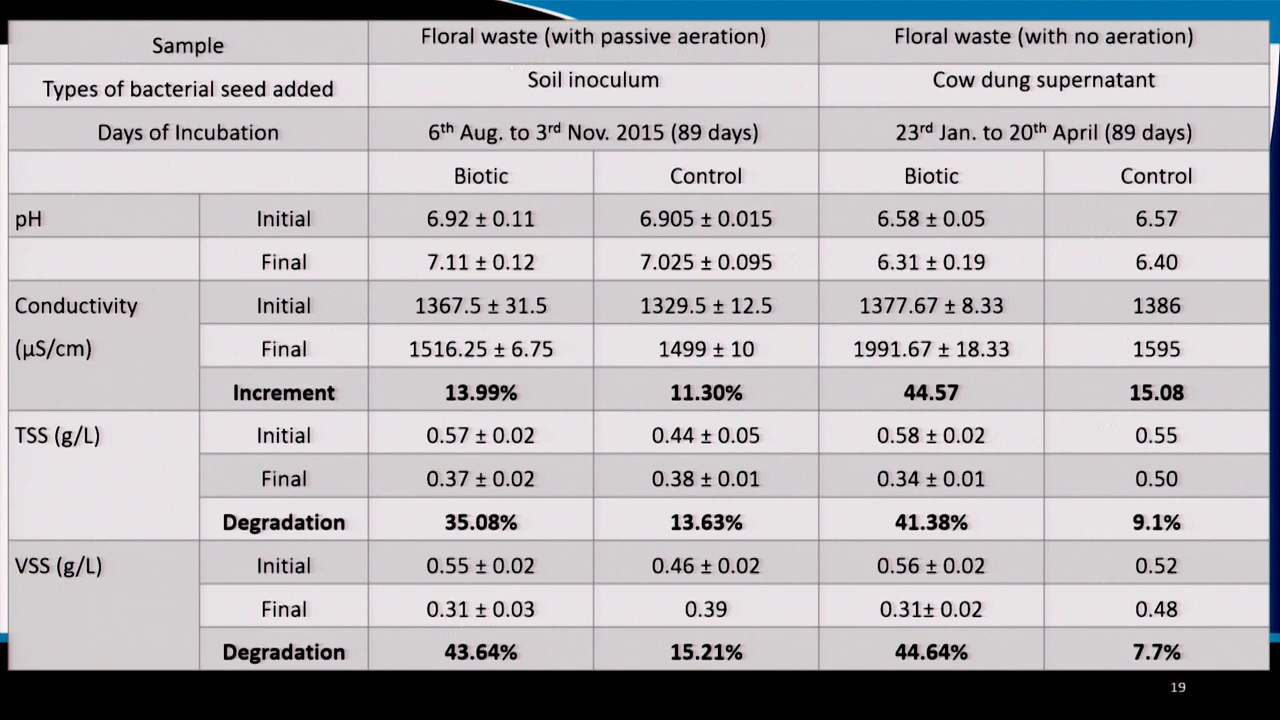 Sample Floral waste (with passive aeration) Floral waste (with no aeration)
Types of bacterial seed added Soil inoculum Cow dung supernatant
Days of Incubation 6th Aug. to 3rd Nov. 2015 (89 days) 23rd Jan. to 20th April (89 days)
Biotic Control Biotic Control
pH Initial 6.92 ± 0.11 6.905 ± 0.015 6.58 ± 0.05 6.57
Final 7.11 ± 0.12 7.025 ± 0.095 6.31 ± 0.19 6.40
Conductivity Initial 1367.5 ± 31.5 1329.5 ± 12.5 1377.67 ± 8.33 1386
(µS/cm) Final 1516.25 ± 6.75 1499 ± 10 1991.67 ± 18.33 1595
Increment 13.99% 11.30% 44.57 15.08
TSS (g/L) Initial 0.57 ± 0.02 0.44 ± 0.05 0.58 ± 0.02 0.55
Final 0.37 ± 0.02 0.38 ± 0.01 0.34 ± 0.01 0.50
Degradation 35.08% 13.63% 41.38% 9.1%
VSS (g/L) Initial 0.55 ± 0.02 0.46 ± 0.02 0.56 ± 0.02 0.52
Final 0.31 ± 0.03 0.39 0.31± 0.02 0.48
Degradation 43.64% 15.21% 44.64% 7.7%
19